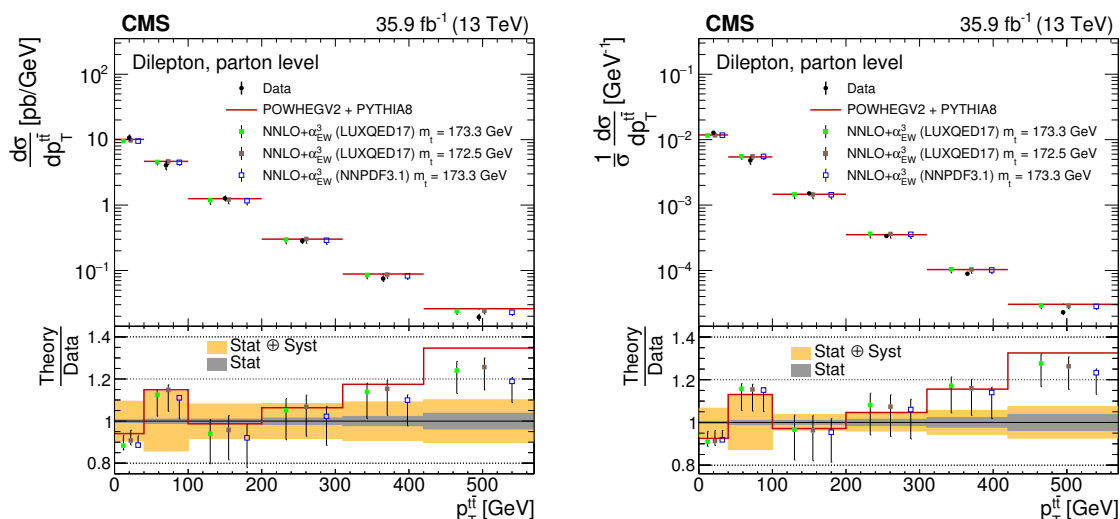 CMS 35.9 fb⁻¹ (13 TeV)
Dilepton, parton level
Data
POWHEGV2 + PYTHIA8
NNLO+α³EW (LUXQED17) mt = 173.3 GeV
NNLO+α³EW (LUXQED17) mt = 172.5 GeV
NNLO+α³EW (NNPDF3.1) mt = 173.3 GeV
dσ/dpTtt̄ [pb/GeV]
10²
10
1
10⁻¹
Theory/Data
Stat ⊕ Syst
Stat
1.4
1.2
1
0.8
0 100 200 300 400 500
pTtt̄ [GeV]
CMS 35.9 fb⁻¹ (13 TeV)
Dilepton, parton level
Data
POWHEGV2 + PYTHIA8
NNLO+α³EW (LUXQED17) mt = 173.3 GeV
NNLO+α³EW (LUXQED17) mt = 172.5 GeV
NNLO+α³EW (NNPDF3.1) mt = 173.3 GeV
1/σ dσ/dpTtt̄ [GeV⁻¹]
10⁻¹
10⁻²
10⁻³
10⁻⁴
Theory/Data
Stat ⊕ Syst
Stat
1.4
1.2
1
0.8
0 100 200 300 400 500
pTtt̄ [GeV]